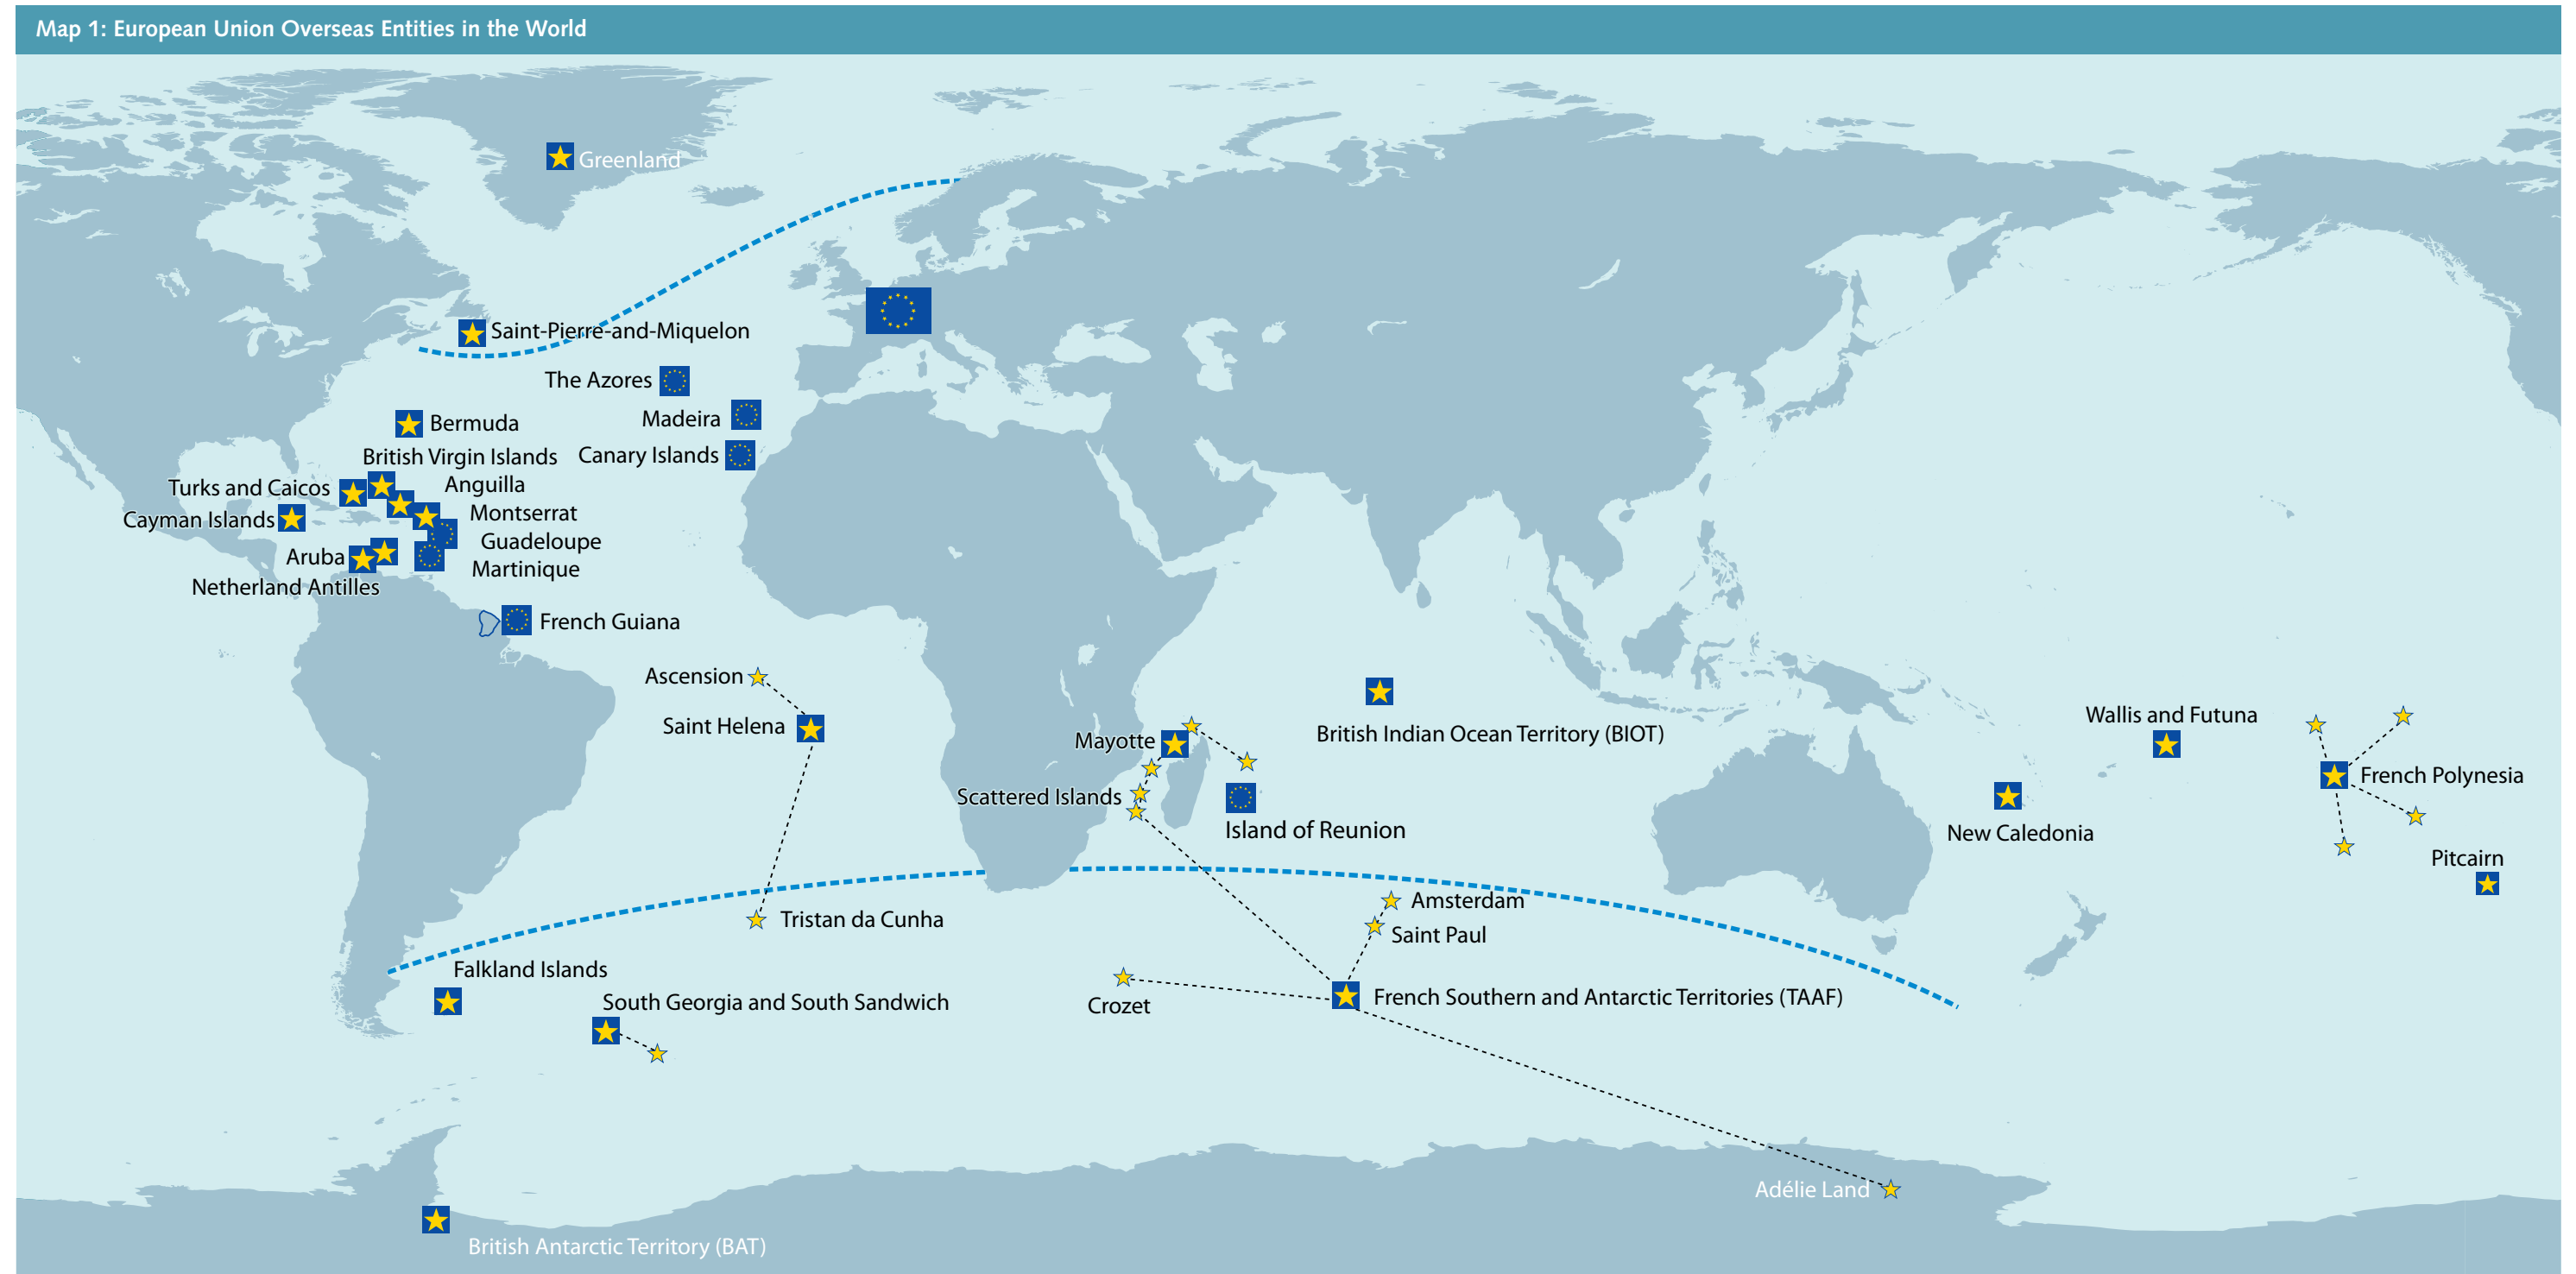 Map 1: European Union Overseas Entities in the World
Greenland
Saint-Pierre-and-Miquelon
The Azores
Madeira
Bermuda
Canary Islands
British Virgin Islands
Anguilla
Turks and Caicos
Montserrat
Cayman Islands
Guadeloupe
Aruba
Martinique
Netherland Antilles
French Guiana
Ascension
Saint Helena
Mayotte
British Indian Ocean Territory (BIOT)
Wallis and Futuna
French Polynesia
Scattered Islands
Island of Reunion
New Caledonia
Pitcairn
Amsterdam
Tristan da Cunha
Saint Paul
Falkland Islands
South Georgia and South Sandwich
Crozet
French Southern and Antarctic Territories (TAAF)
Adélie Land
British Antarctic Territory (BAT)